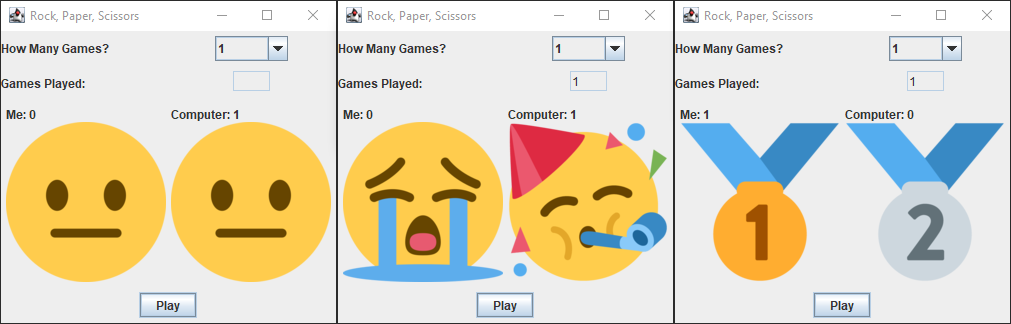 Rock, Paper, Scissors
How Many Games? 1
Games Played:
Me: 0 Computer: 1
Play
Rock, Paper, Scissors
How Many Games? 1
Games Played: 1
Me: 0 Computer: 1
Play
Rock, Paper, Scissors
How Many Games? 1
Games Played: 1
Me: 1 Computer: 0
1 2
Play